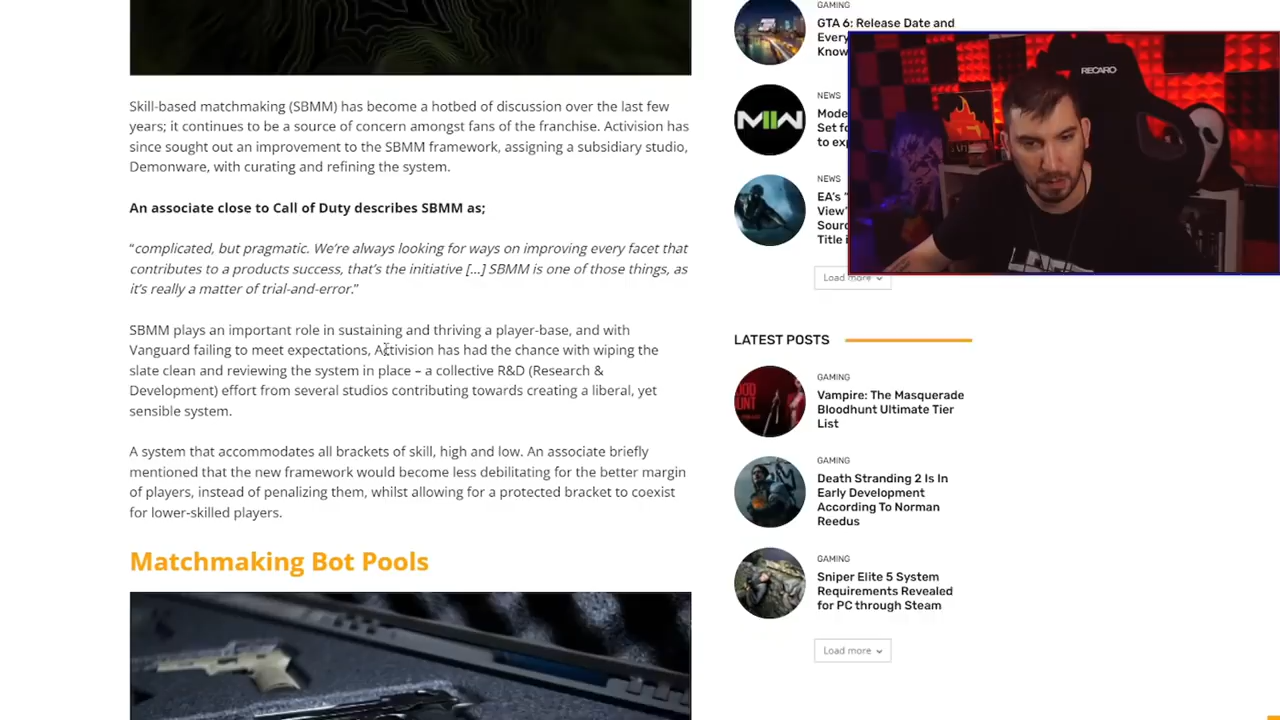 Skill-based matchmaking (SBMM) has become a hotbed of discussion over the last few
years; it continues to be a source of concern amongst fans of the franchise. Activision has
since sought out an improvement to the SBMM framework, assigning a subsidiary studio,
Demonware, with curating and refining the system.
An associate close to Call of Duty describes SBMM as;
“complicated, but pragmatic. We’re always looking for ways on improving every facet that
contributes to a products success, that’s the initiative […] SBMM is one of those things, as
it’s really a matter of trial-and-error.”
SBMM plays an important role in sustaining and thriving a player-base, and with
Vanguard failing to meet expectations, Activision has had the chance with wiping the
slate clean and reviewing the system in place – a collective R&D (Research &
Development) effort from several studios contributing towards creating a liberal, yet
sensible system.
A system that accommodates all brackets of skill, high and low. An associate briefly
mentioned that the new framework would become less debilitating for the better margin
of players, instead of penalizing them, whilst allowing for a protected bracket to coexist
for lower-skilled players.
Matchmaking Bot Pools
GAMING
GTA 6: Release Date and
Every
Know
NEWS
MW
Mode
Set fo
to exp
NEWS
EA’s “
View’
Sourc
Title i
Load more
RECARO
LATEST POSTS
GAMING
Vampire: The Masquerade
Bloodhunt Ultimate Tier
List
GAMING
Death Stranding 2 Is In
Early Development
According To Norman
Reedus
GAMING
Sniper Elite 5 System
Requirements Revealed
for PC through Steam
Load more